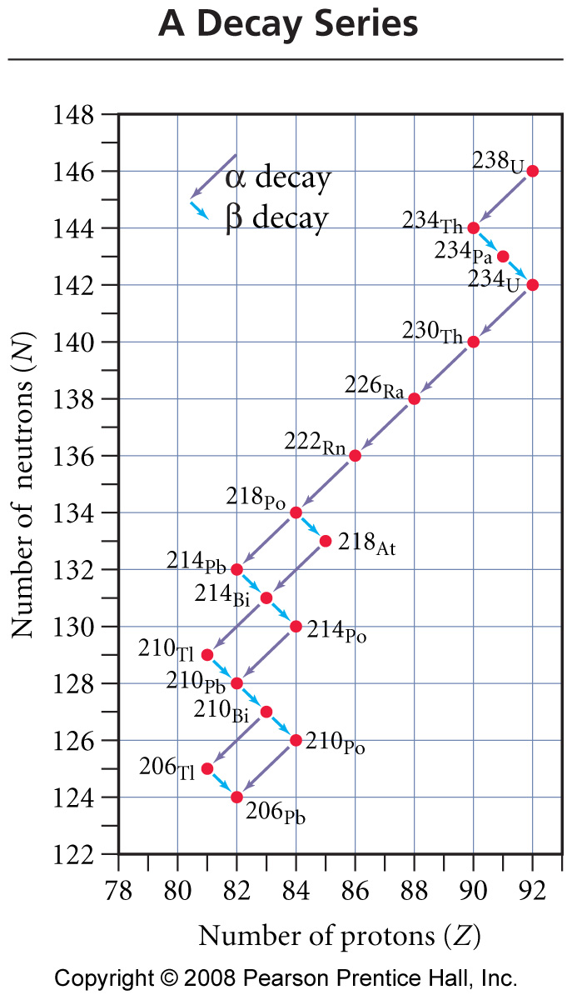 A Decay Series
148
146
144
142
140
138
136
134
132
130
128
126
124
122
Number of neutrons (N)
α decay
β decay
238U
234Th
234Pa
234U
230Th
226Ra
222Rn
218Po
218At
214Pb
214Bi
214Po
210Tl
210Pb
210Bi
210Po
206Tl
206Pb
78 80 82 84 86 88 90 92
Number of protons (Z)
Copyright © 2008 Pearson Prentice Hall, Inc.